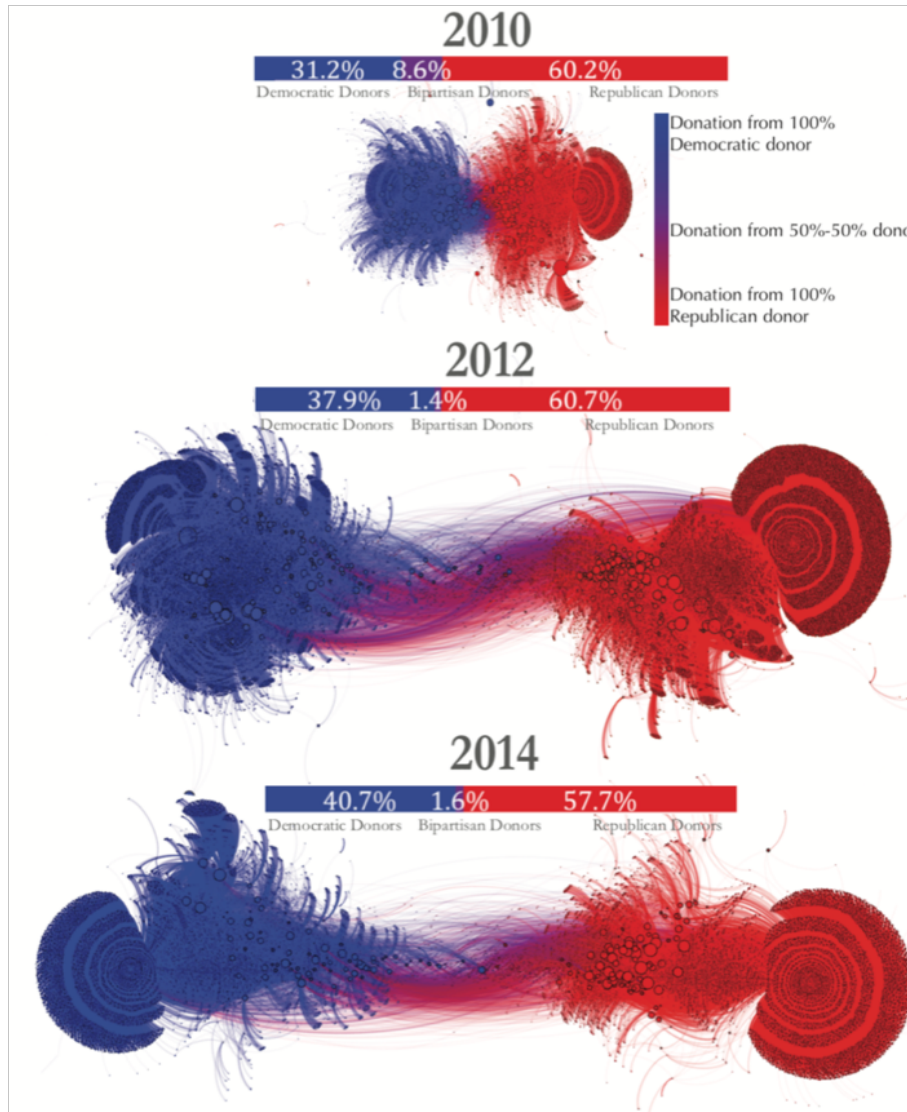 2010
31.2% 8.6% 60.2%
Democratic Donors Bipartisan Donors Republican Donors
Donation from 100%
Democratic donor
Donation from 50%-50% dono
Donation from 100%
Republican donor
2012
37.9% 1.4% 60.7%
Democratic Donors Bipartisan Donors Republican Donors
2014
40.7% 1.6% 57.7%
Democratic Donors Bipartisan Donors Republican Donors